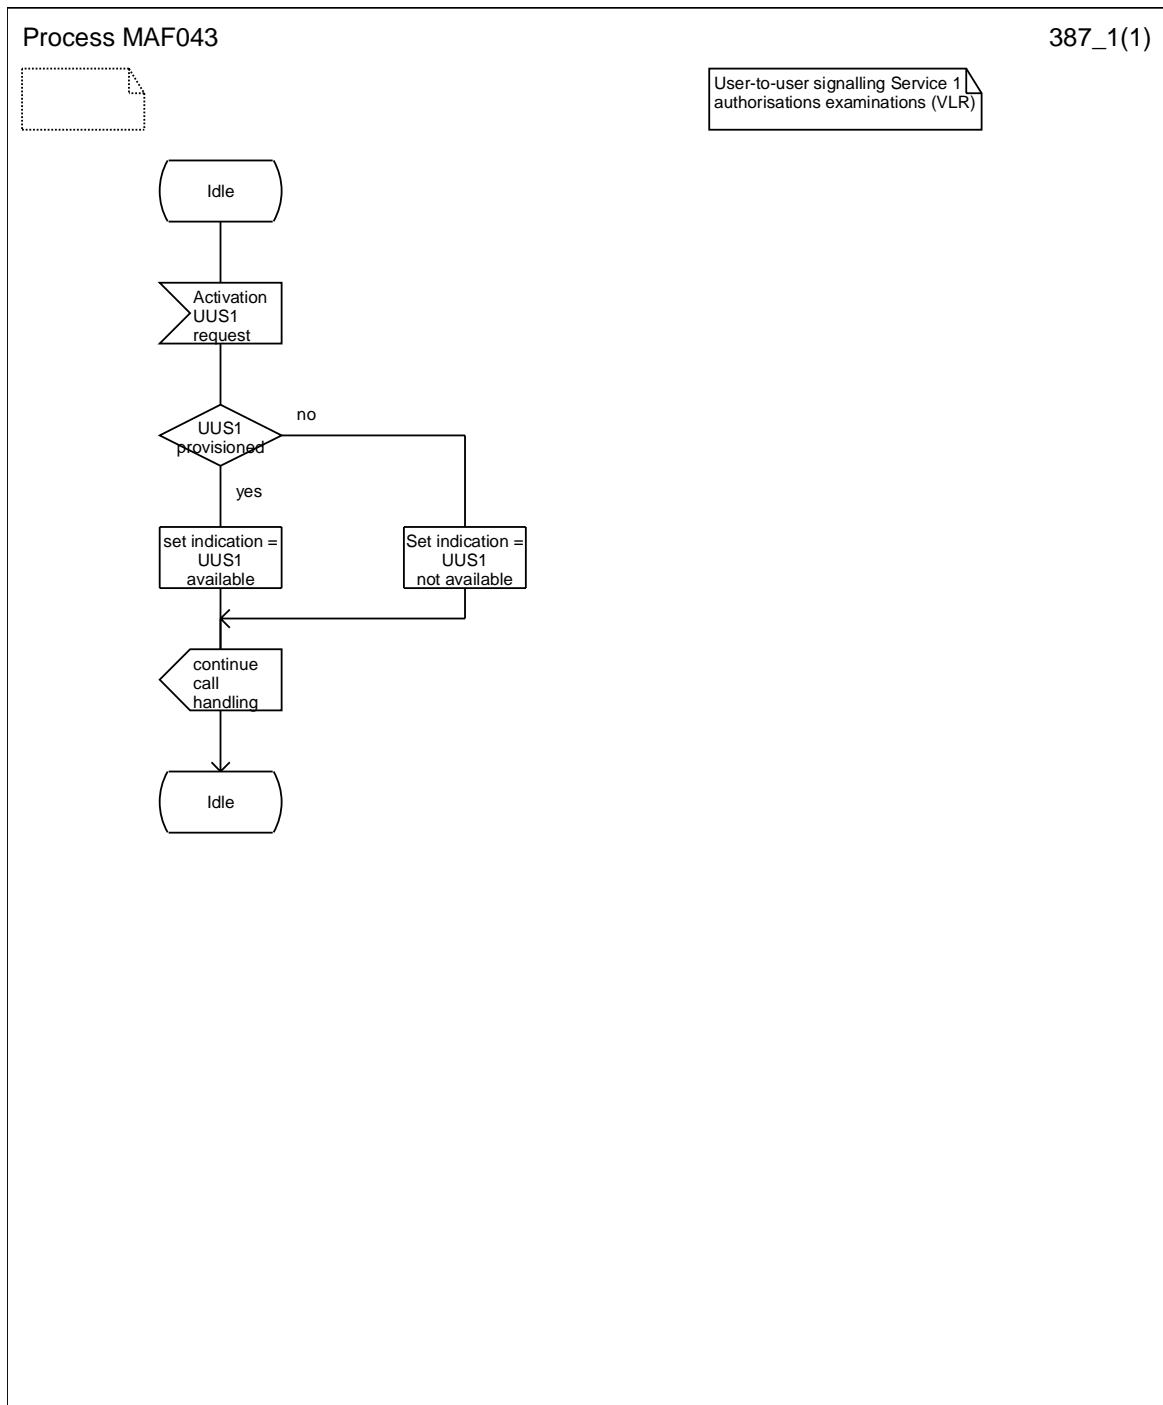 Process MAF043
387_1(1)
User-to-user signalling Service 1
authorisations examinations (VLR)
Idle
Activation
UUS1
request
no
UUS1
provisioned
yes
set indication =
UUS1
available
Set indication =
UUS1
not available
continue
call
handling
Idle